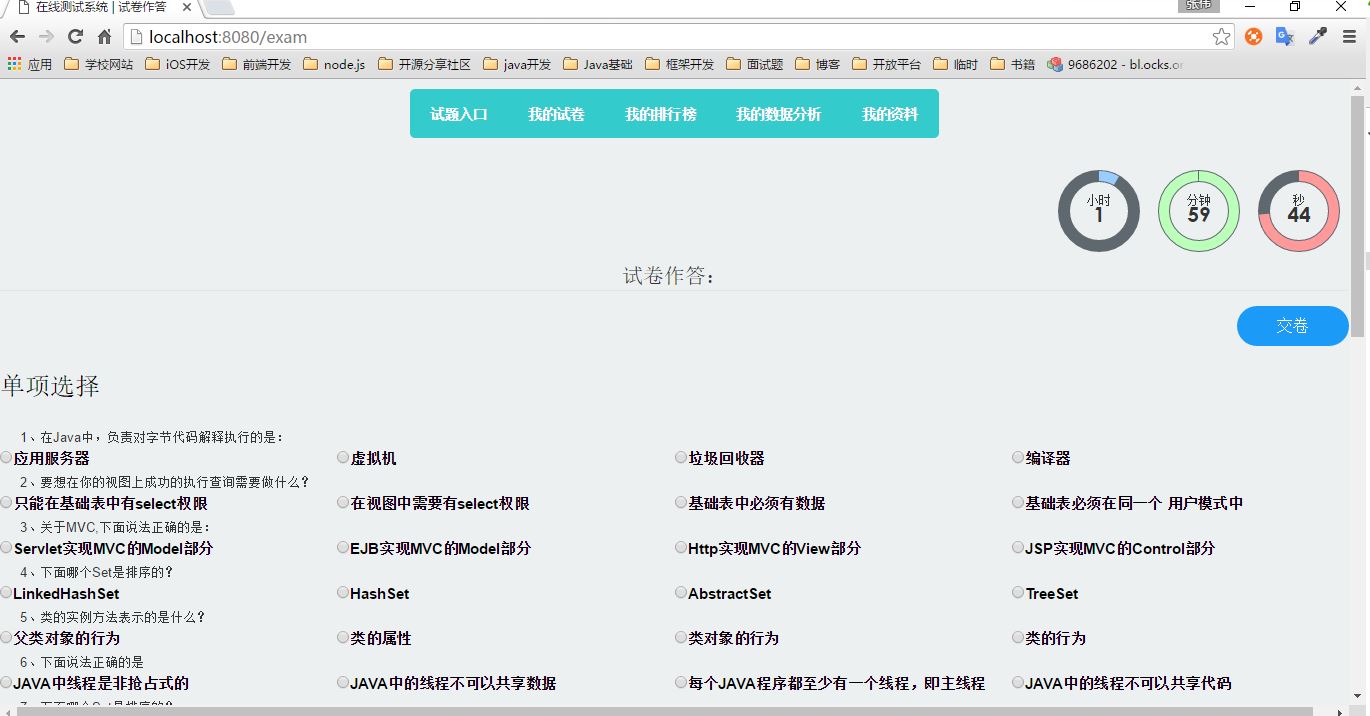 在线测试系统 | 试卷作答
张伟
localhost:8080/exam
应用 学校网站 iOS开发 前端开发 node.js 开源分享社区 java开发 Java基础 框架开发 面试题 博客 开放平台 临时 书籍 9686202 - bl.ocks.or
试题入口 我的试卷 我的排行榜 我的数据分析 我的资料
小时 分钟 秒
1 59 44
试卷作答:
交卷
单项选择
1、在Java中，负责对字节代码解释执行的是:
应用服务器 虚拟机 垃圾回收器 编译器
2、要想在你的视图上成功的执行查询需要做什么?
只能在基础表中有select权限 在视图中需要有select权限 基础表中必须有数据 基础表必须在同一个 用户模式中
3、关于MVC,下面说法正确的是:
Servlet实现MVC的Model部分 EJB实现MVC的Model部分 Http实现MVC的View部分 JSP实现MVC的Control部分
4、下面哪个Set是排序的?
LinkedHashSet HashSet AbstractSet TreeSet
5、类的实例方法表示的是什么?
父类对象的行为 类的属性 类对象的行为 类的行为
6、下面说法正确的是
JAVA中线程是非抢占式的 JAVA中的线程不可以共享数据 每个JAVA程序都至少有一个线程，即主线程 JAVA中的线程不可以共享代码
7、下面哪个Set是排序的?